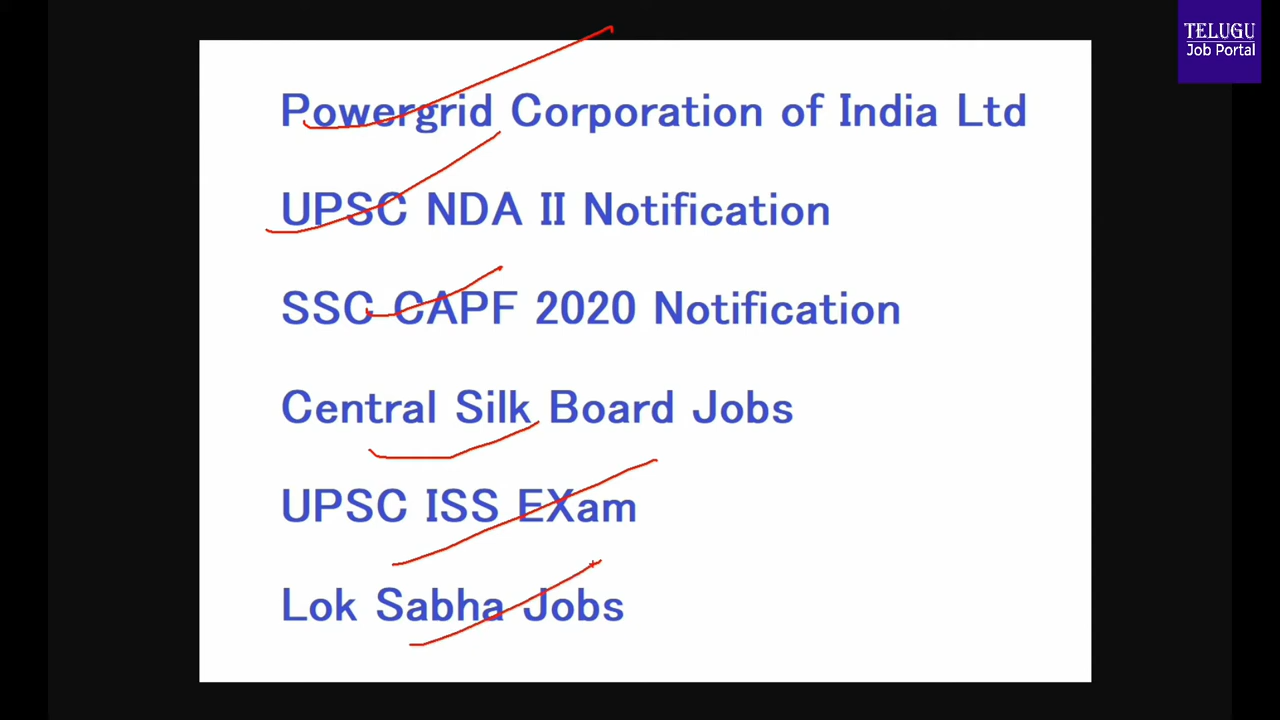 TELUGU
Job Portal
Powergrid Corporation of India Ltd
UPSC NDA II Notification
SSC CAPF 2020 Notification
Central Silk Board Jobs
UPSC ISS EXam
Lok Sabha Jobs